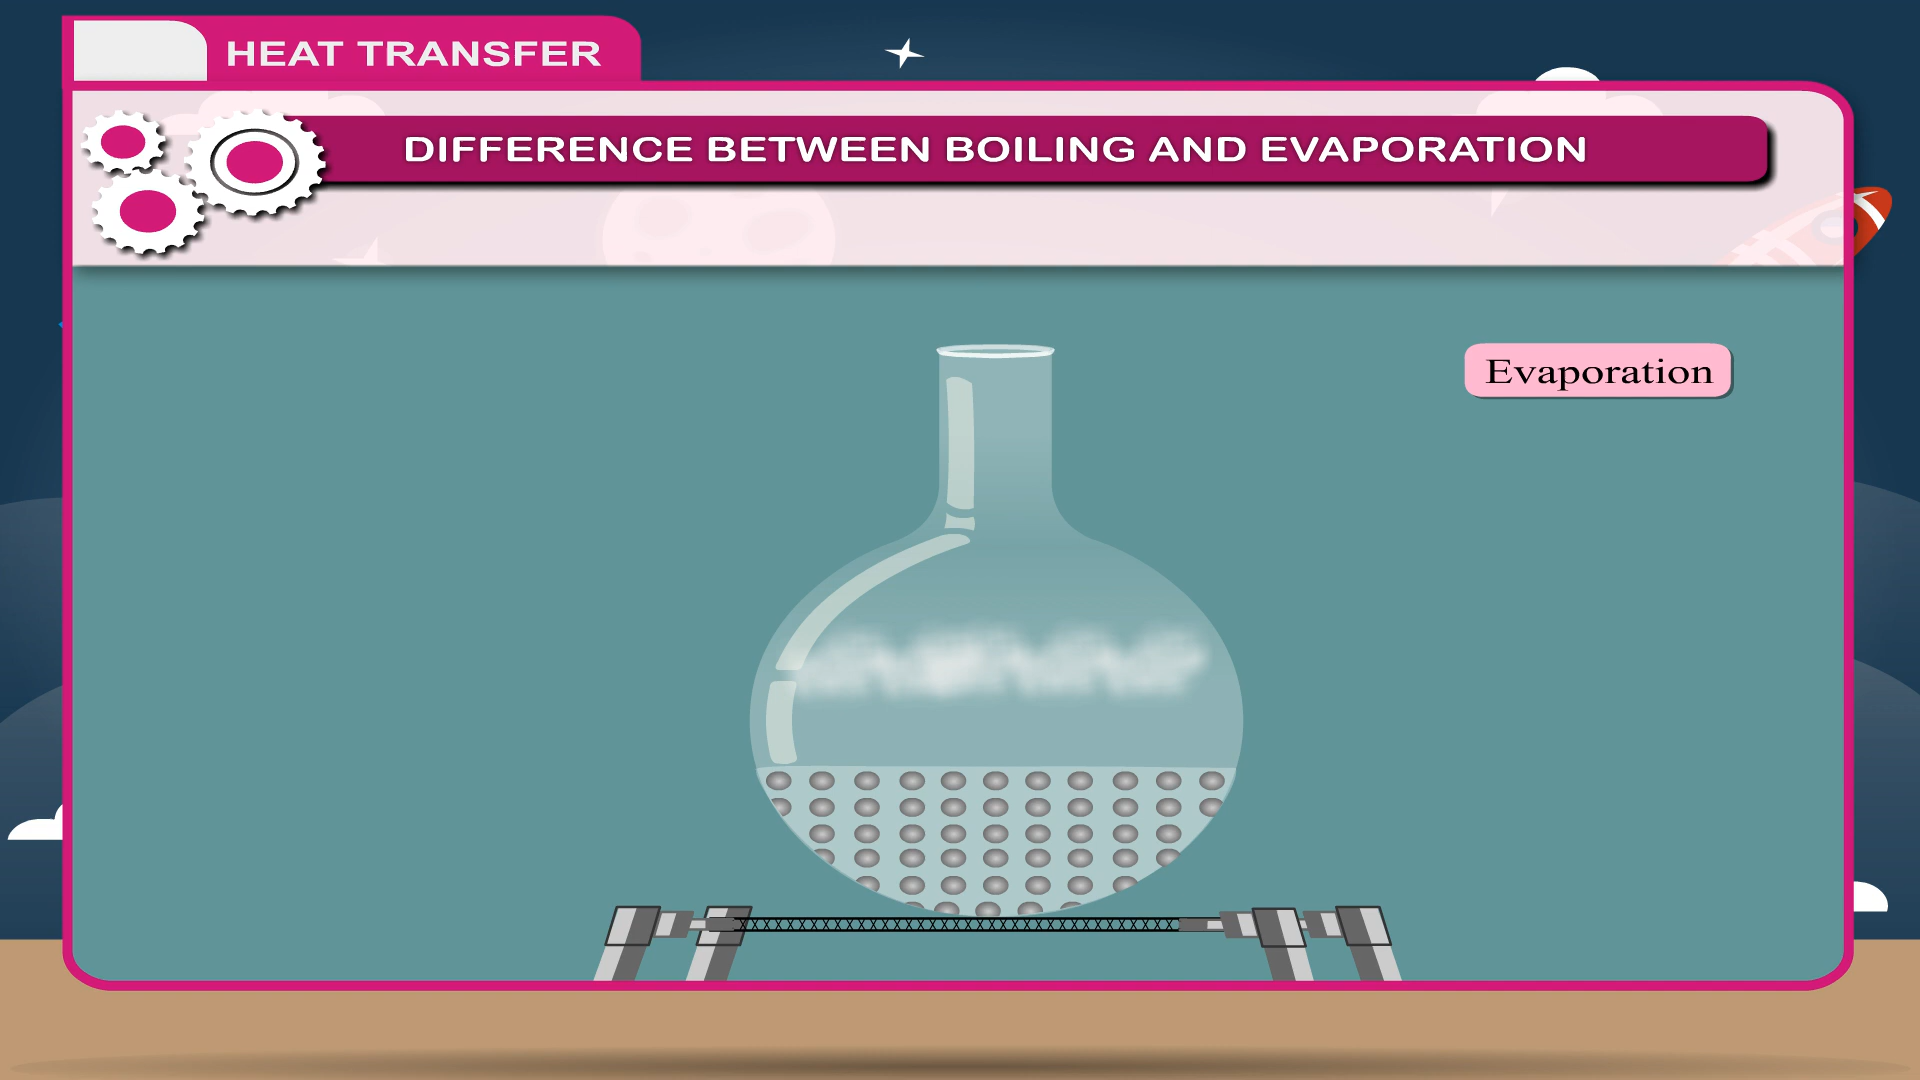 HEAT TRANSFER
DIFFERENCE BETWEEN BOILING AND EVAPORATION
Evaporation